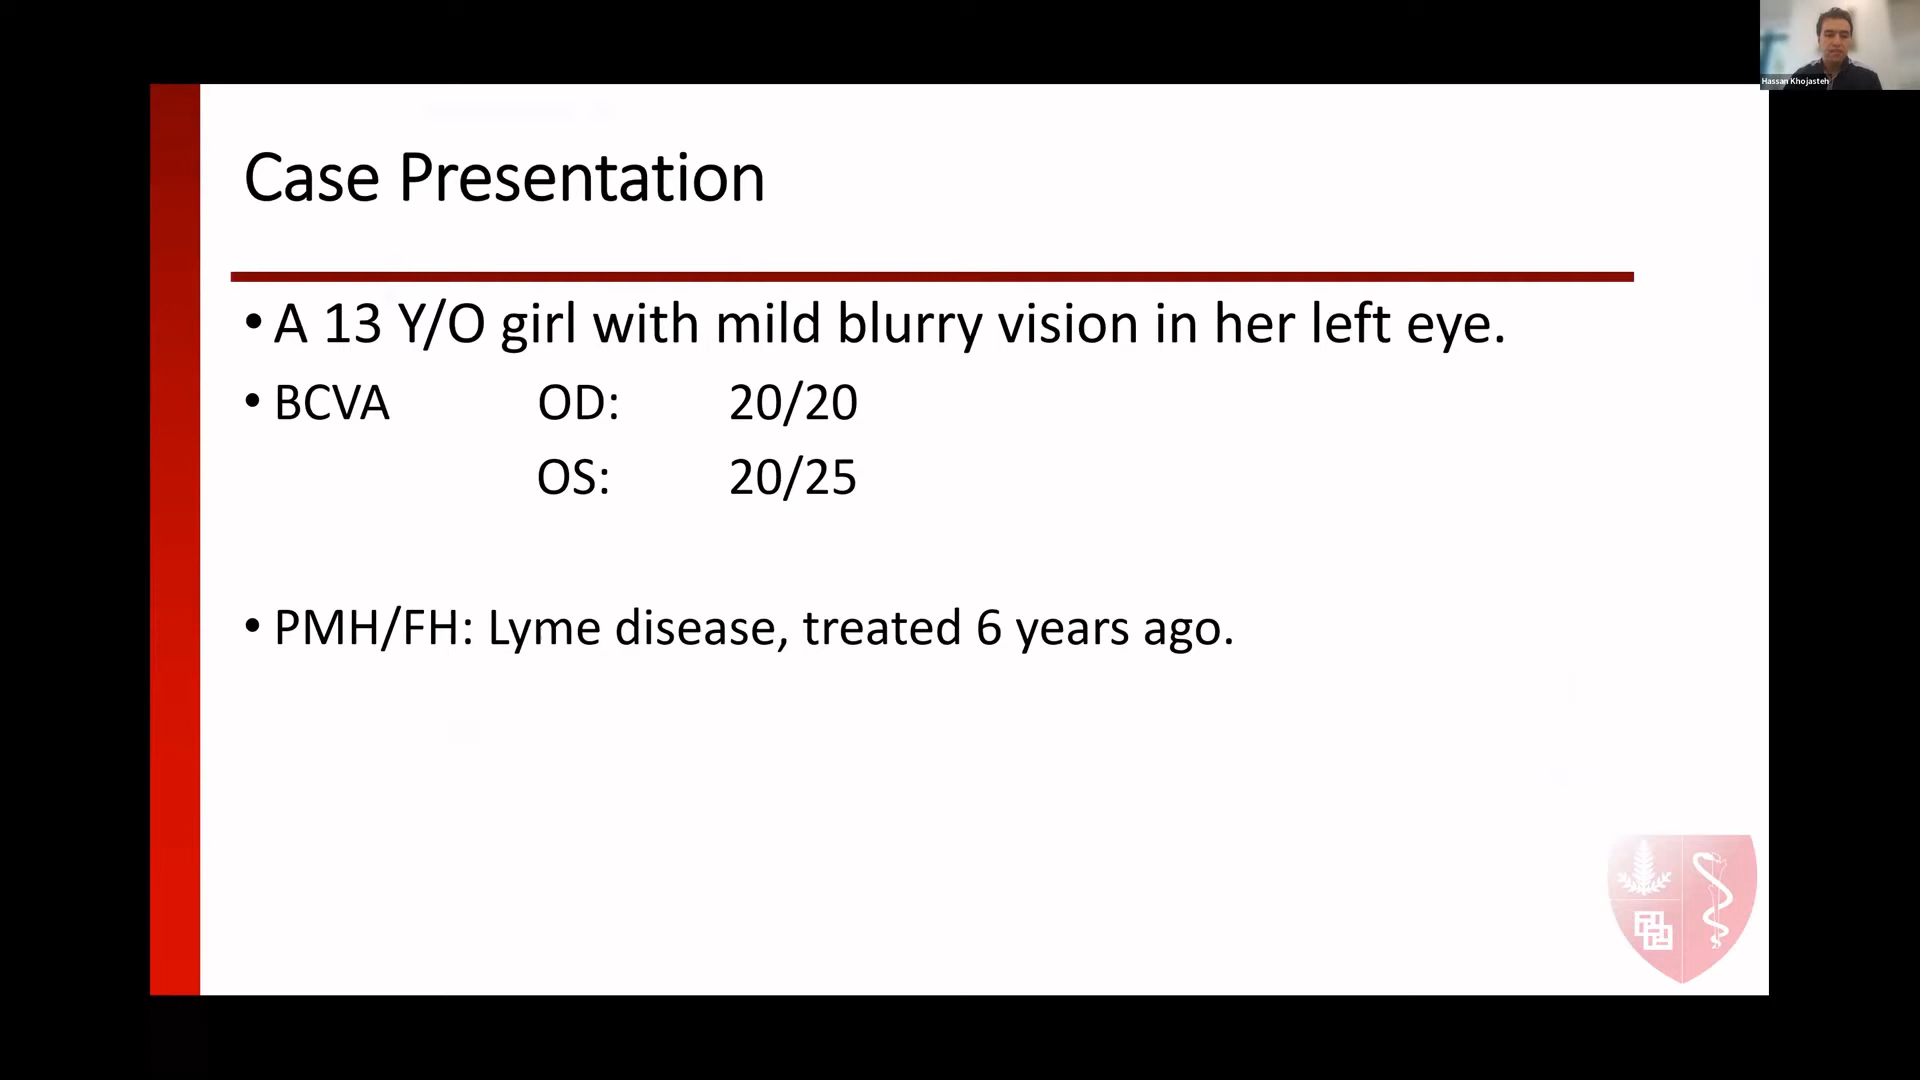 Hassan Khojasteh
Case Presentation
• A 13 Y/O girl with mild blurry vision in her left eye.
• BCVA OD: 20/20
OS: 20/25
• PMH/FH: Lyme disease, treated 6 years ago.